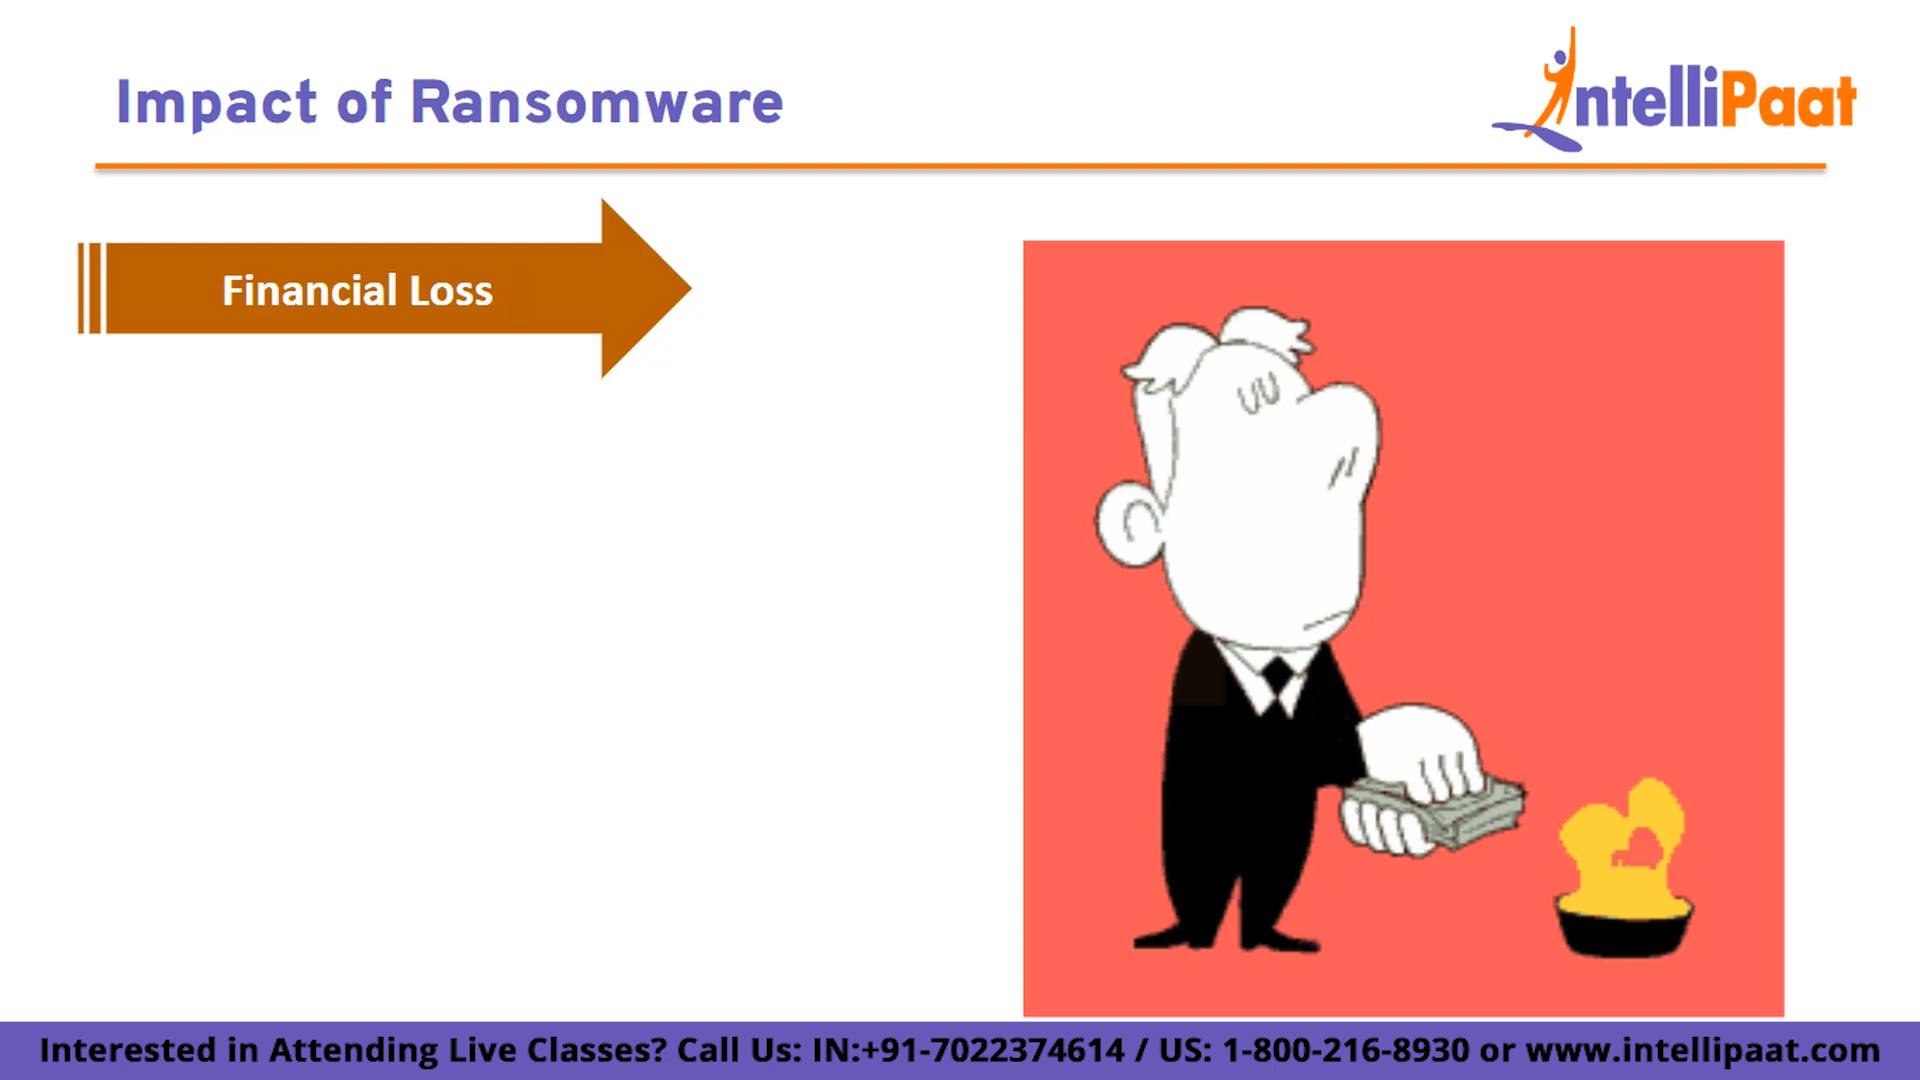 Impact of Ransomware
IntelliPaat
Financial Loss
Interested in Attending Live Classes? Call Us: IN:+91-7022374614 / US: 1-800-216-8930 or www.intellipaat.com